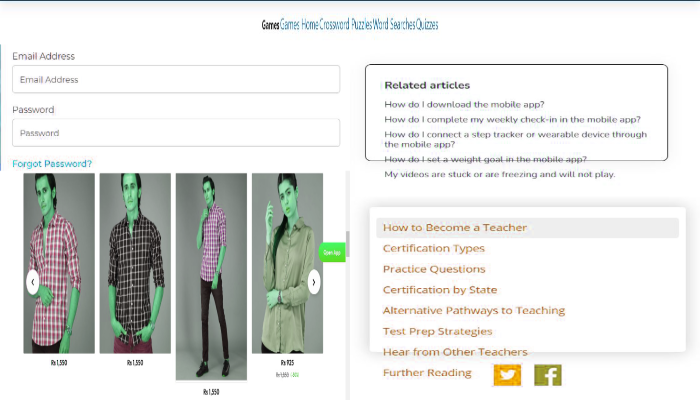 Games Games Home Crossword Puzzles Word Searches Quizzes
Email Address
Email Address
Password
Password
Forgot Password?
Open App
Rs 1,550
Rs 1,550
Rs 1,550
Rs 925
Related articles
How do I download the mobile app?
How do I complete my weekly check-in in the mobile app?
How do I connect a step tracker or wearable device through
the mobile app?
How do I set a weight goal in the mobile app?
My videos are stuck or are freezing and will not play.
How to Become a Teacher
Certification Types
Practice Questions
Certification by State
Alternative Pathways to Teaching
Test Prep Strategies
Hear from Other Teachers
Further Reading